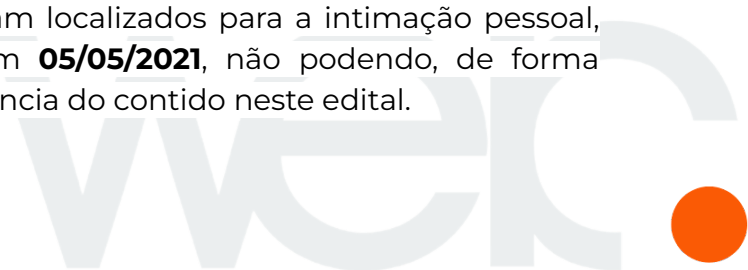 am localizados para a intimação pessoal,
m 05/05/2021, não podendo, de forma
ncia do contido neste edital.